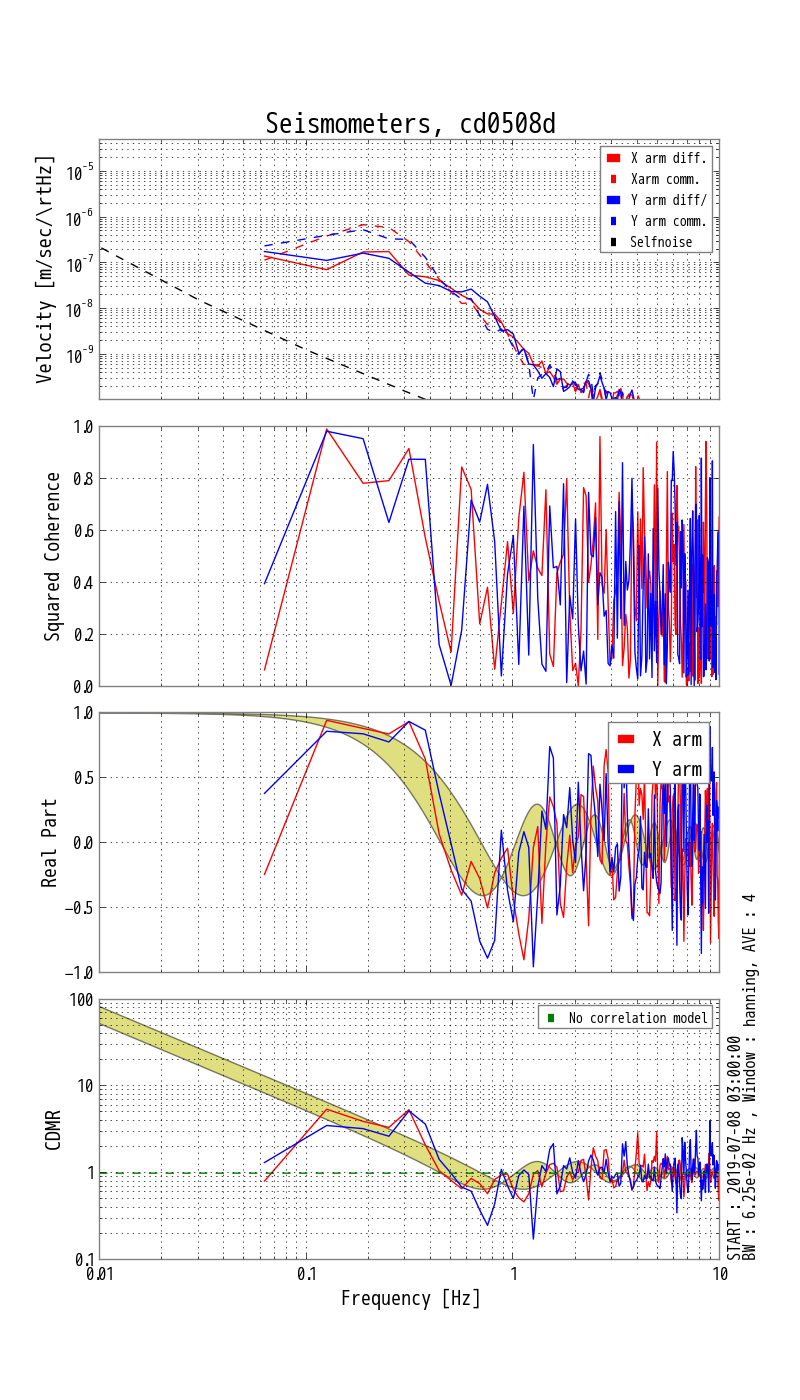 Seismometers, cd0508d
Velocity [m/sec/\rtHz]
10^-5
10^-6
10^-7
10^-8
10^-9
X arm diff.
Xarm comm.
Y arm diff/
Y arm comm.
Selfnoise
Squared Coherence
1.0
0.8
0.6
0.4
0.2
0.0
Real Part
1.0
0.5
0.0
−0.5
−1.0
X arm
Y arm
CDMR
100
10
1
0.1
No correlation model
0.01
0.1
1
10
Frequency [Hz]
START : 2019-07-08 03:00:00
BW : 6.25e-02 Hz , Window : hanning, AVE : 4